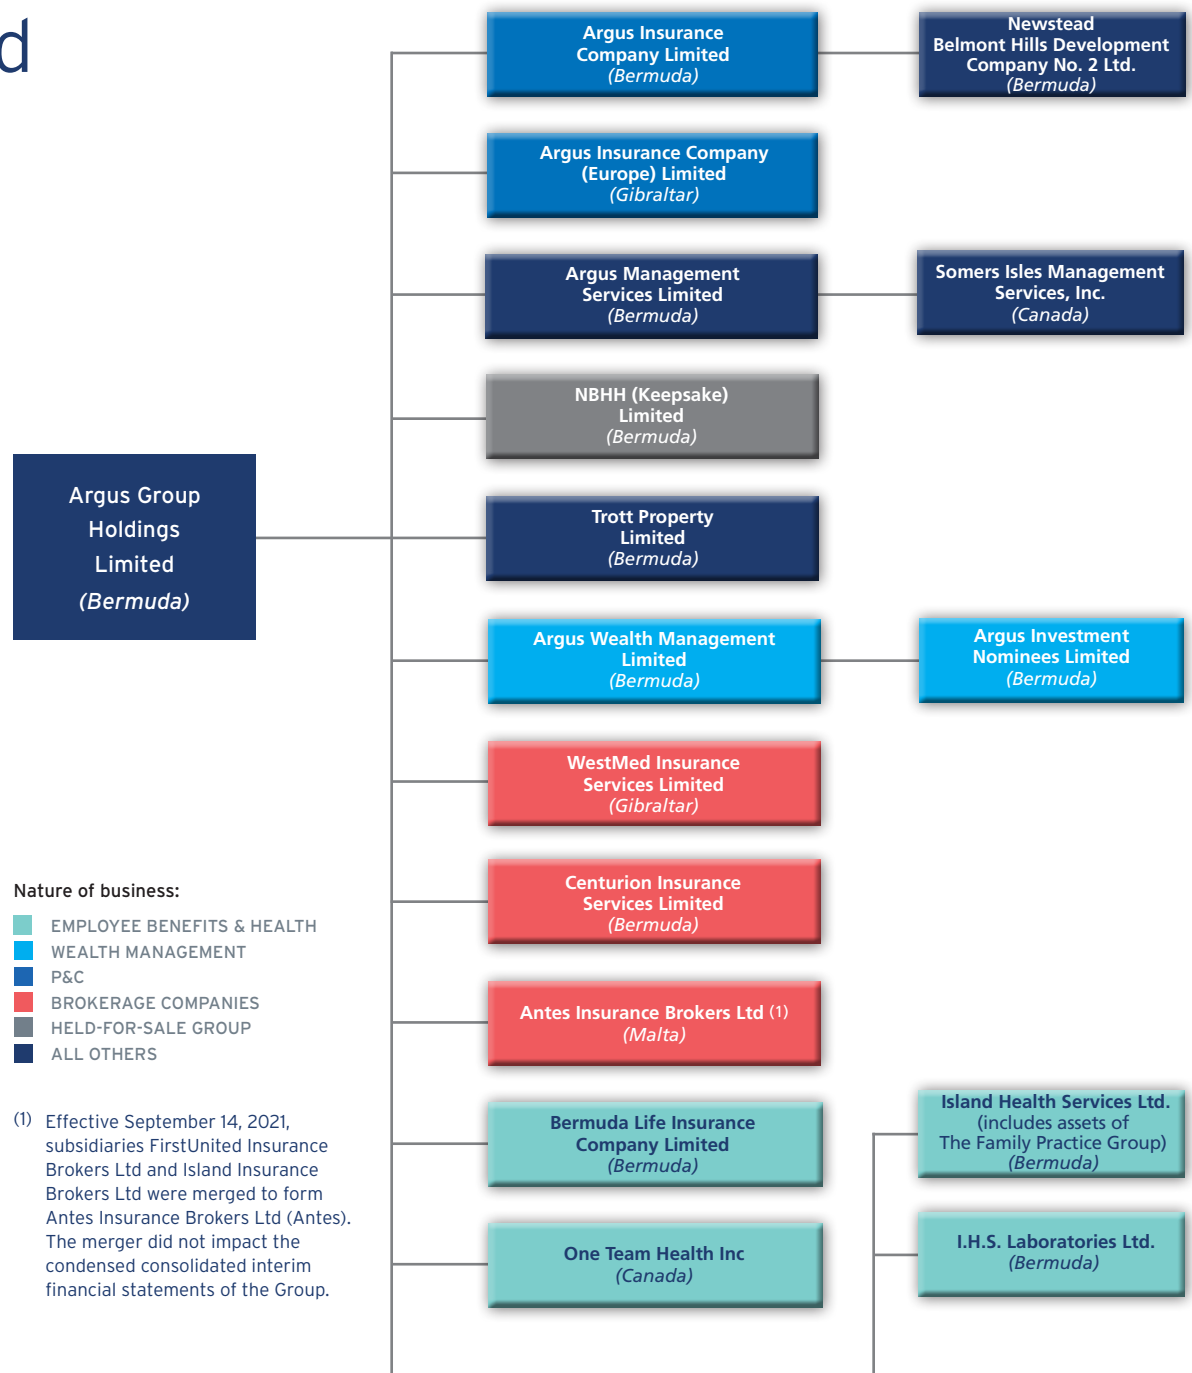 d
Argus Insurance
Company Limited
(Bermuda)
Newstead
Belmont Hills Development
Company No. 2 Ltd.
(Bermuda)
Argus Insurance Company
(Europe) Limited
(Gibraltar)
Argus Management
Services Limited
(Bermuda)
Somers Isles Management
Services, Inc.
(Canada)
NBHH (Keepsake)
Limited
(Bermuda)
Argus Group
Holdings
Limited
(Bermuda)
Trott Property
Limited
(Bermuda)
Argus Wealth Management
Limited
(Bermuda)
Argus Investment
Nominees Limited
(Bermuda)
WestMed Insurance
Services Limited
(Gibraltar)
Centurion Insurance
Services Limited
(Bermuda)
Antes Insurance Brokers Ltd (1)
(Malta)
Bermuda Life Insurance
Company Limited
(Bermuda)
Island Health Services Ltd.
(includes assets of
The Family Practice Group)
(Bermuda)
One Team Health Inc
(Canada)
I.H.S. Laboratories Ltd.
(Bermuda)
Nature of business:
EMPLOYEE BENEFITS & HEALTH
WEALTH MANAGEMENT
P&C
BROKERAGE COMPANIES
HELD-FOR-SALE GROUP
ALL OTHERS
(1) Effective September 14, 2021,
subsidiaries FirstUnited Insurance
Brokers Ltd and Island Insurance
Brokers Ltd were merged to form
Antes Insurance Brokers Ltd (Antes).
The merger did not impact the
condensed consolidated interim
financial statements of the Group.